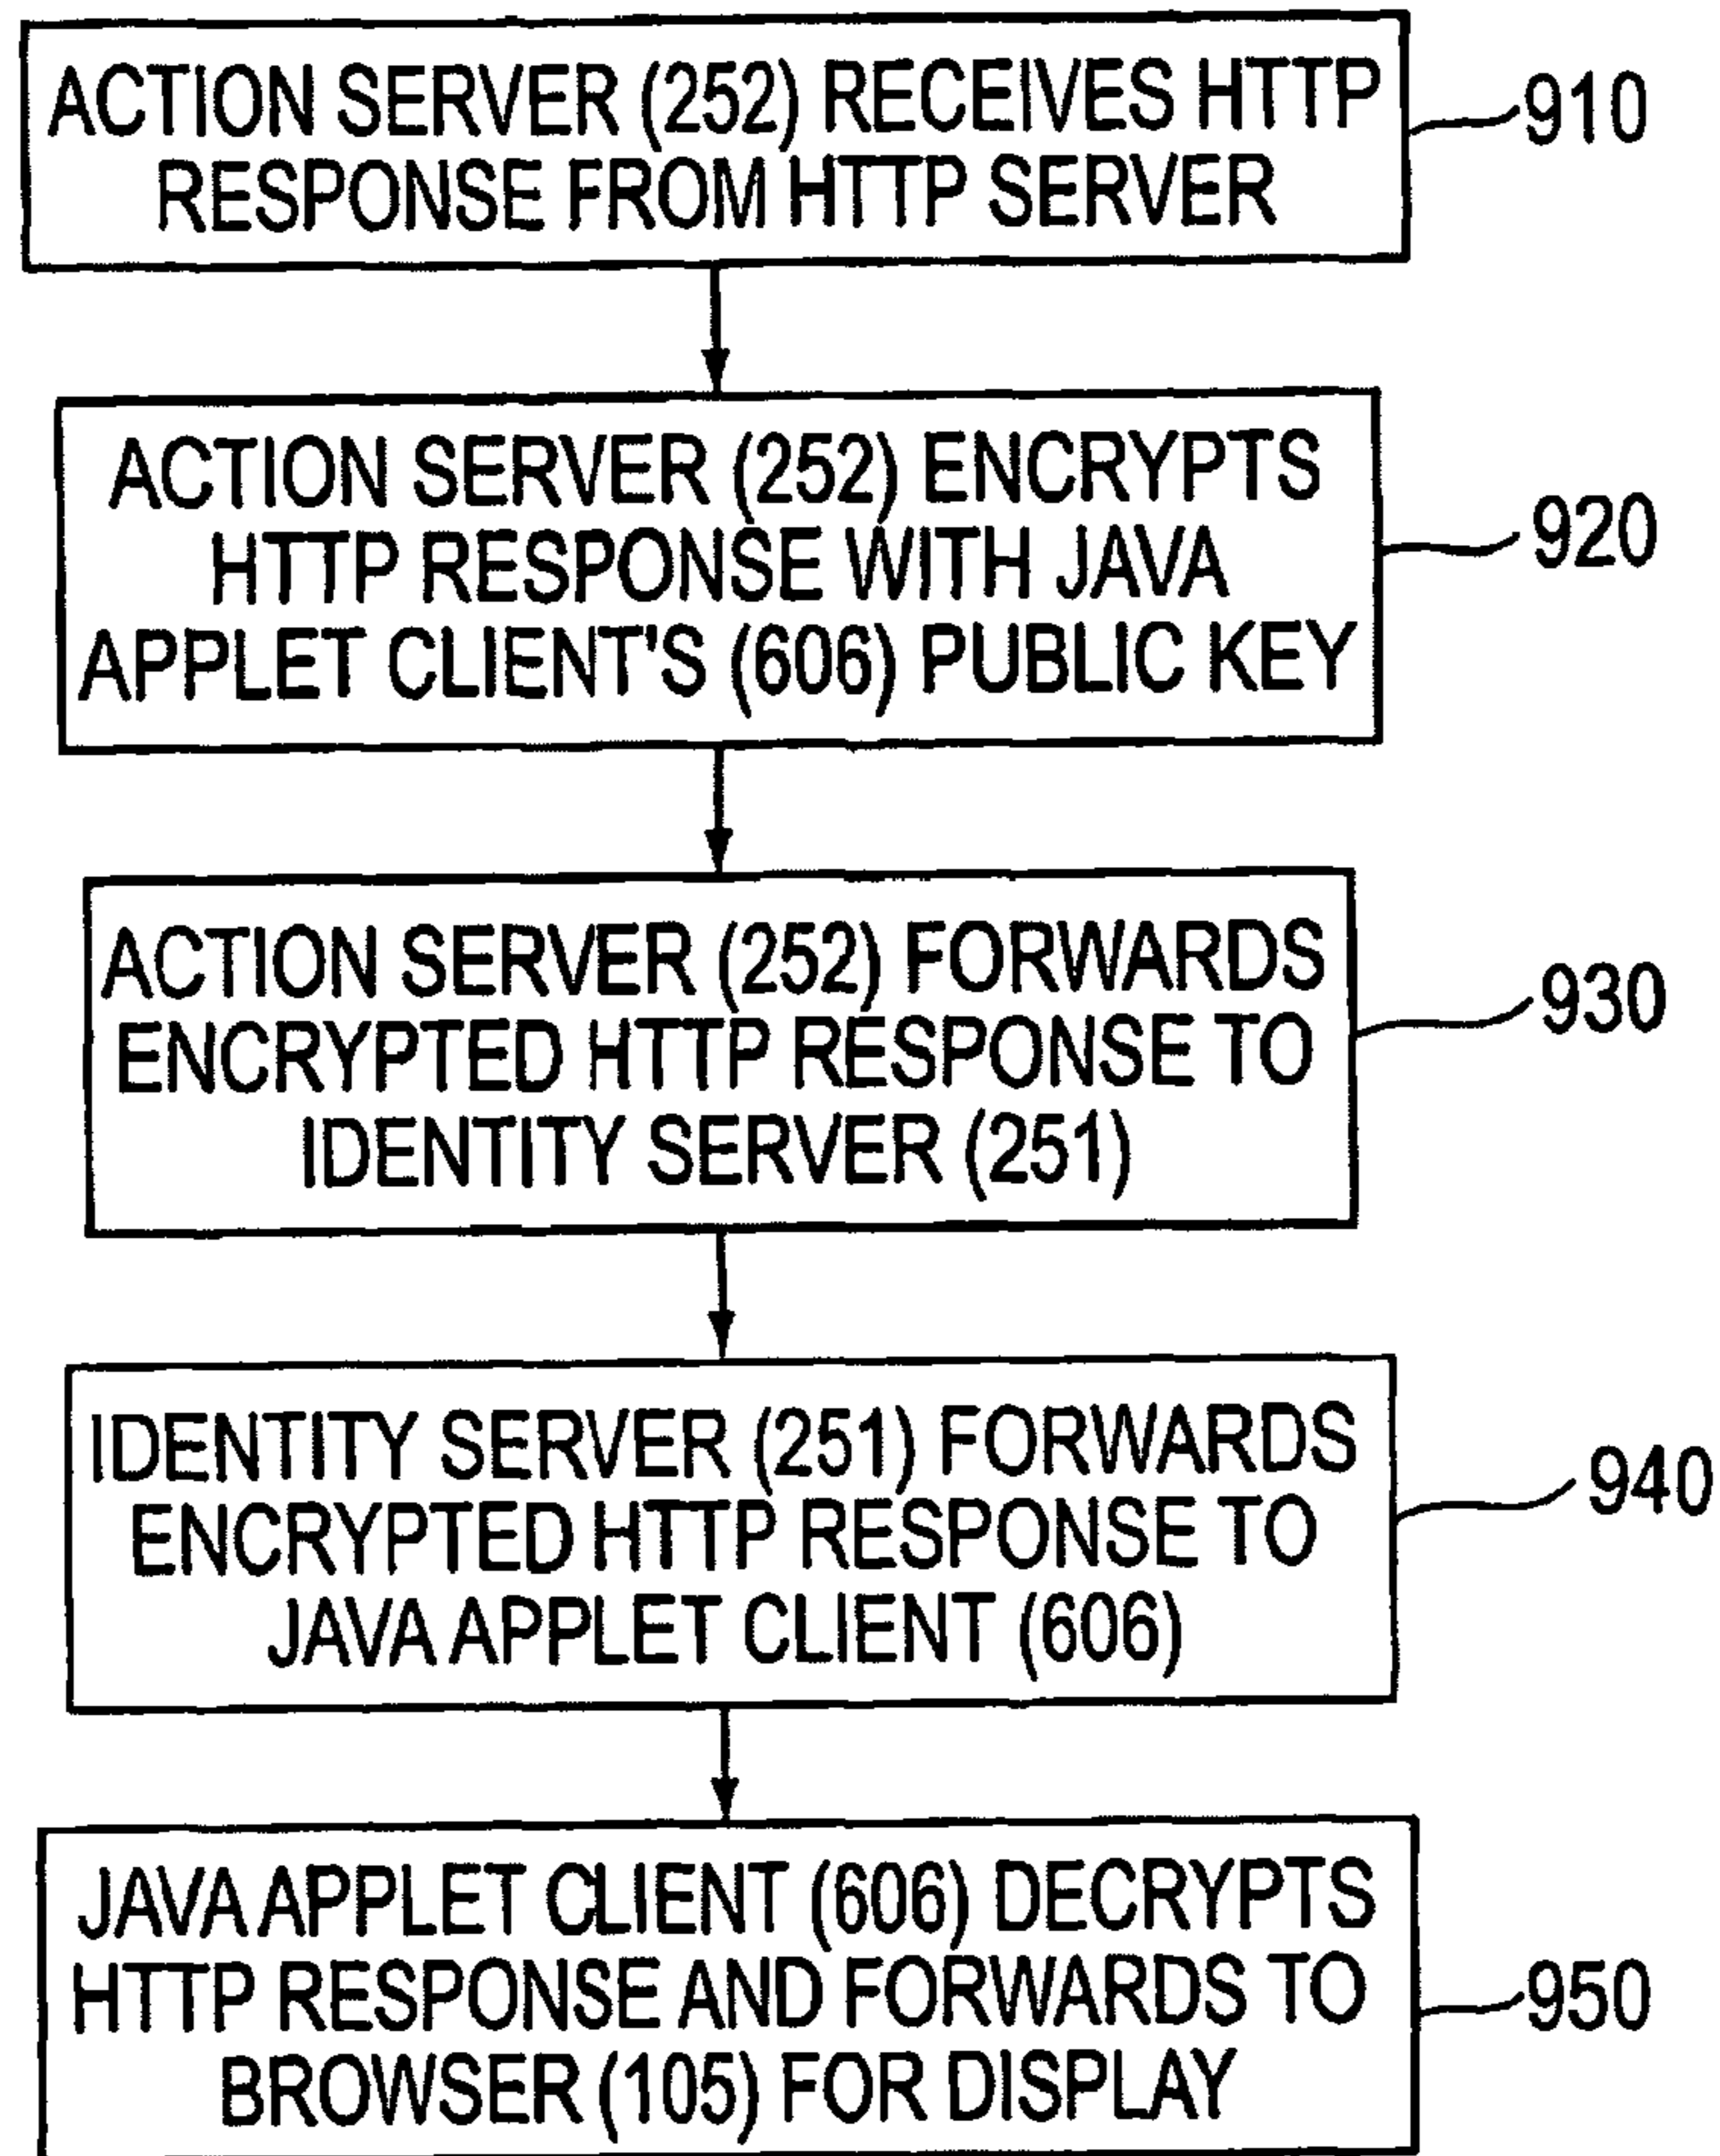 ACTION SERVER (252) RECEIVES HTTP
RESPONSE FROM HTTP SERVER
910
ACTION SERVER (252) ENCRYPTS
HTTP RESPONSE WITH JAVA
APPLET CLIENT'S (606) PUBLIC KEY
920
ACTION SERVER (252) FORWARDS
ENCRYPTED HTTP RESPONSE TO
IDENTITY SERVER (251)
930
IDENTITY SERVER (251) FORWARDS
ENCRYPTED HTTP RESPONSE TO
JAVA APPLET CLIENT (606)
940
JAVA APPLET CLIENT (606) DECRYPTS
HTTP RESPONSE AND FORWARDS TO
BROWSER (105) FOR DISPLAY
950